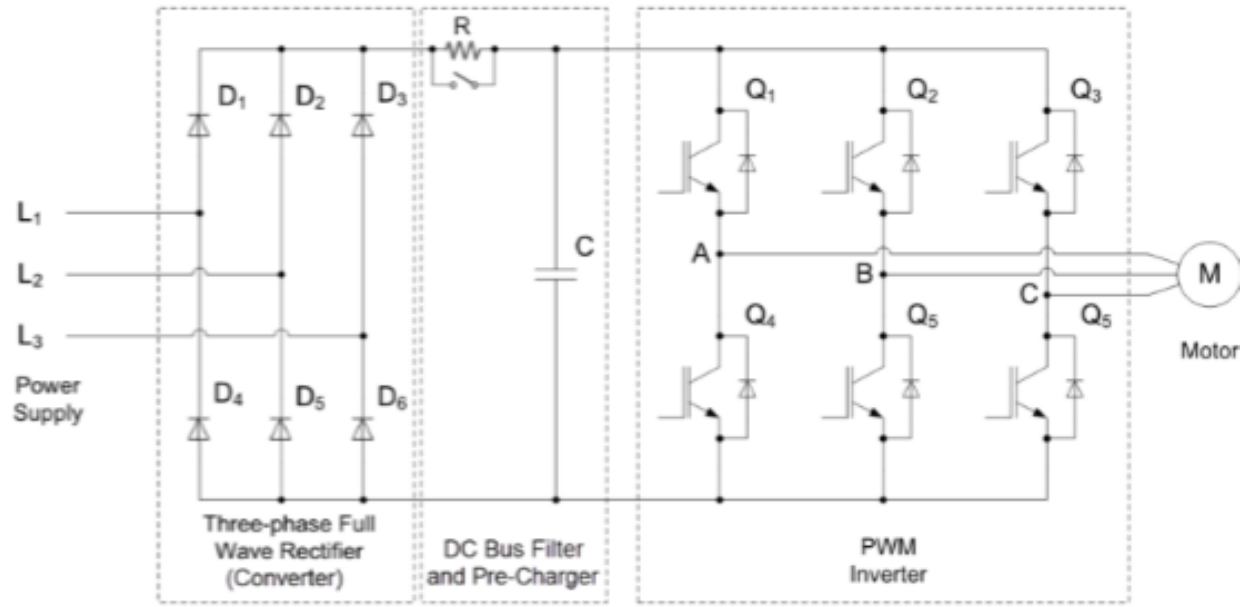 R
D₁
D₂
D₃
Q₁
Q₂
Q₃
L₁
L₂
L₃
C
A
B
C
M
Motor
Power
Supply
D₄
D₅
D₆
Q₄
Q₅
Q₅
Three-phase Full
Wave Rectifier
(Converter)
DC Bus Filter
and Pre-Charger
PWM
Inverter